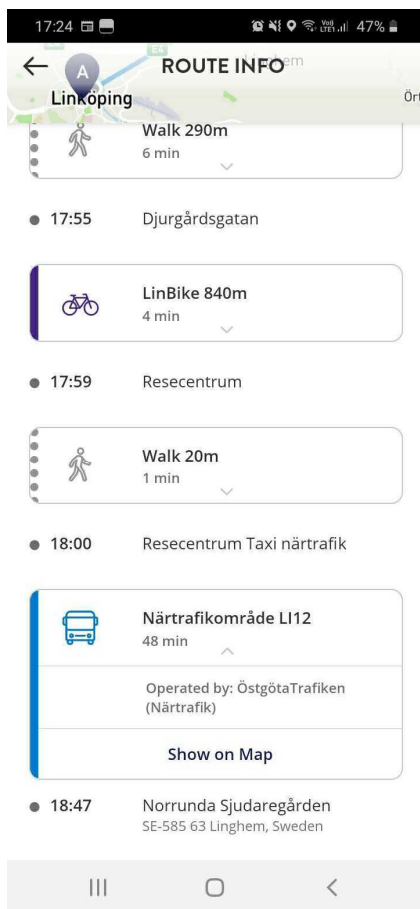 17:24
47%
ROUTE INFO
A
E4
Linköping
Walk 290m
6 min
17:55 Djurgårdsgatan
LinBike 840m
4 min
17:59 Resecentrum
Walk 20m
1 min
18:00 Resecentrum Taxi närtrafik
Närtrafikområde LI12
48 min
Operated by: ÖstgötaTrafiken
(Närtrafik)
Show on Map
18:47 Norrunda Sjudaregården
SE-585 63 Linghem, Sweden